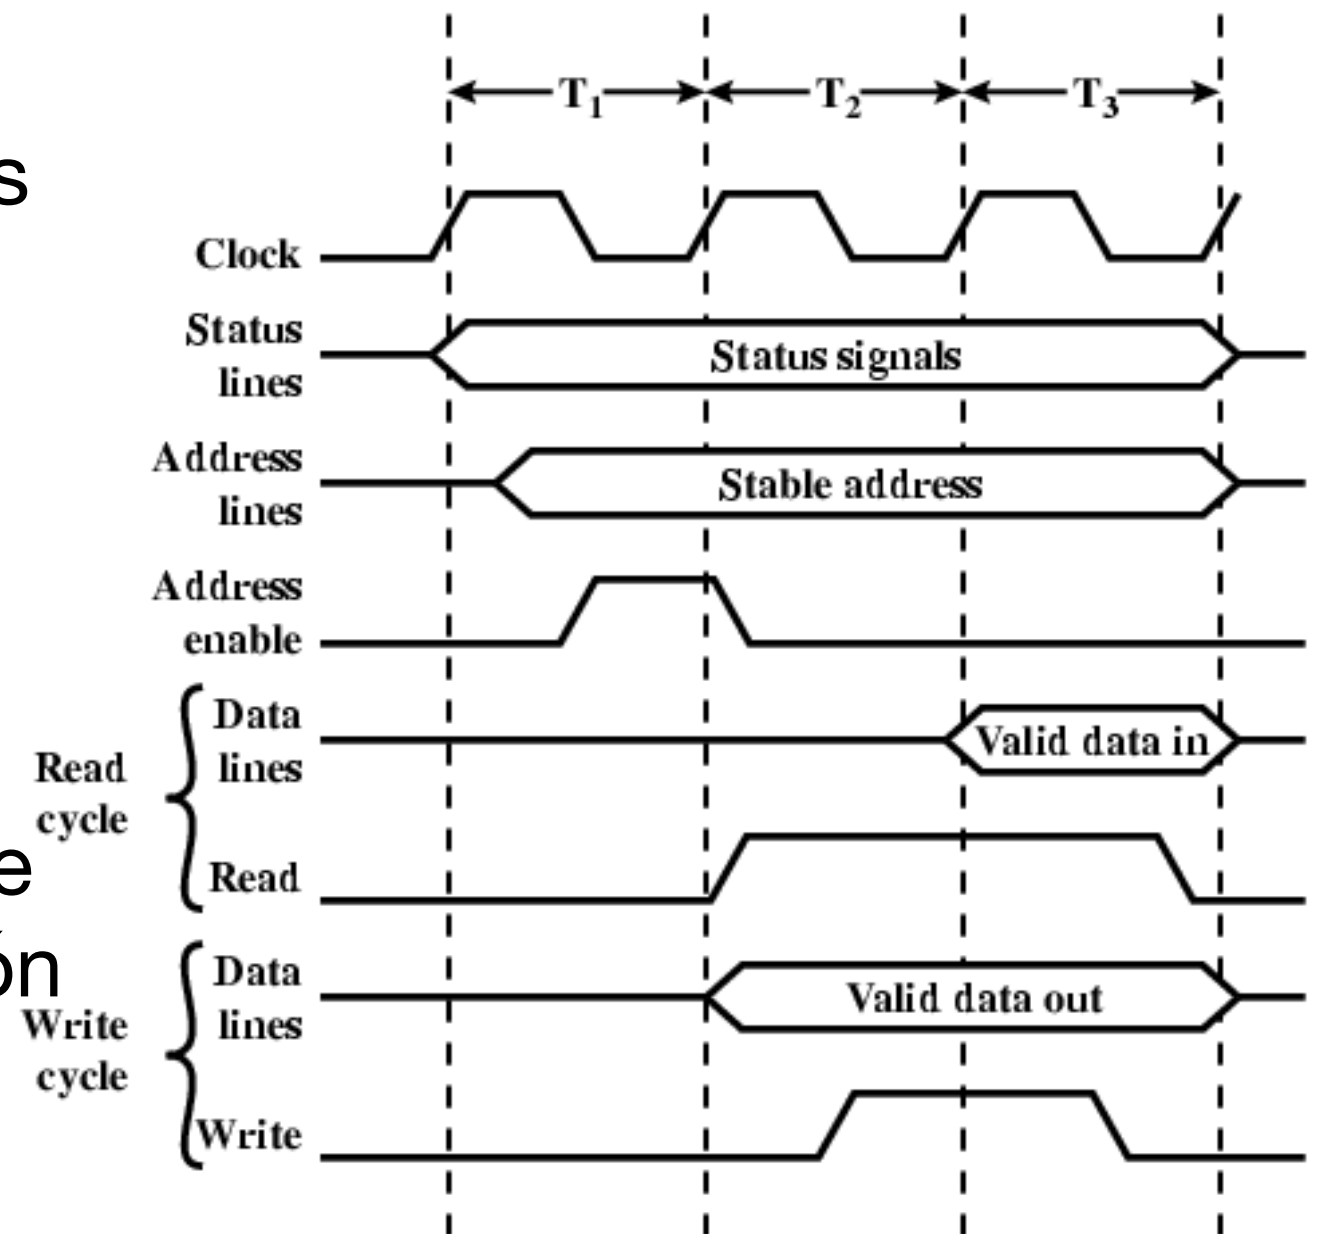 T1 T2 T3
s
Clock
Status
lines
Status signals
Address
lines
Stable address
Address
enable
Read
cycle
Data
lines
Valid data in
e
Read
ón
Write
cycle
Data
lines
Valid data out
Write